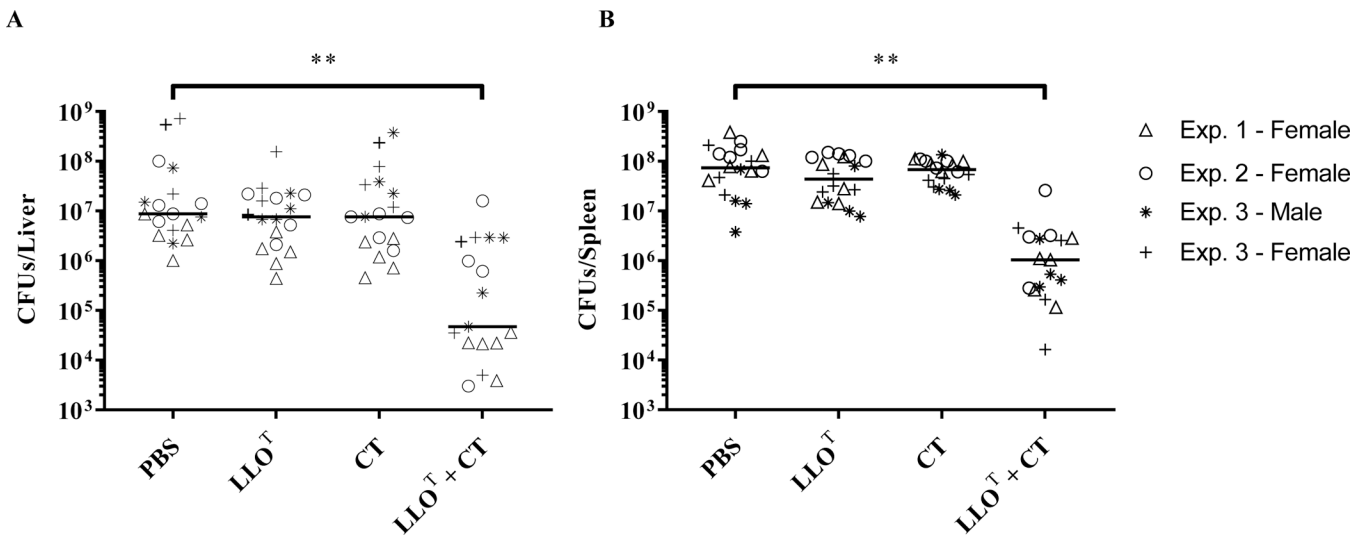 A
B
**
**
CFUs/Liver
10⁹
10⁸
10⁷
10⁶
10⁵
10⁴
10³
PBS
LLOᵀ
CT
LLOᵀ+CT
CFUs/Spleen
10⁹
10⁸
10⁷
10⁶
10⁵
10⁴
10³
PBS
LLOᵀ
CT
LLOᵀ+CT
Exp. 1 - Female
Exp. 2 - Female
Exp. 3 - Male
Exp. 3 - Female